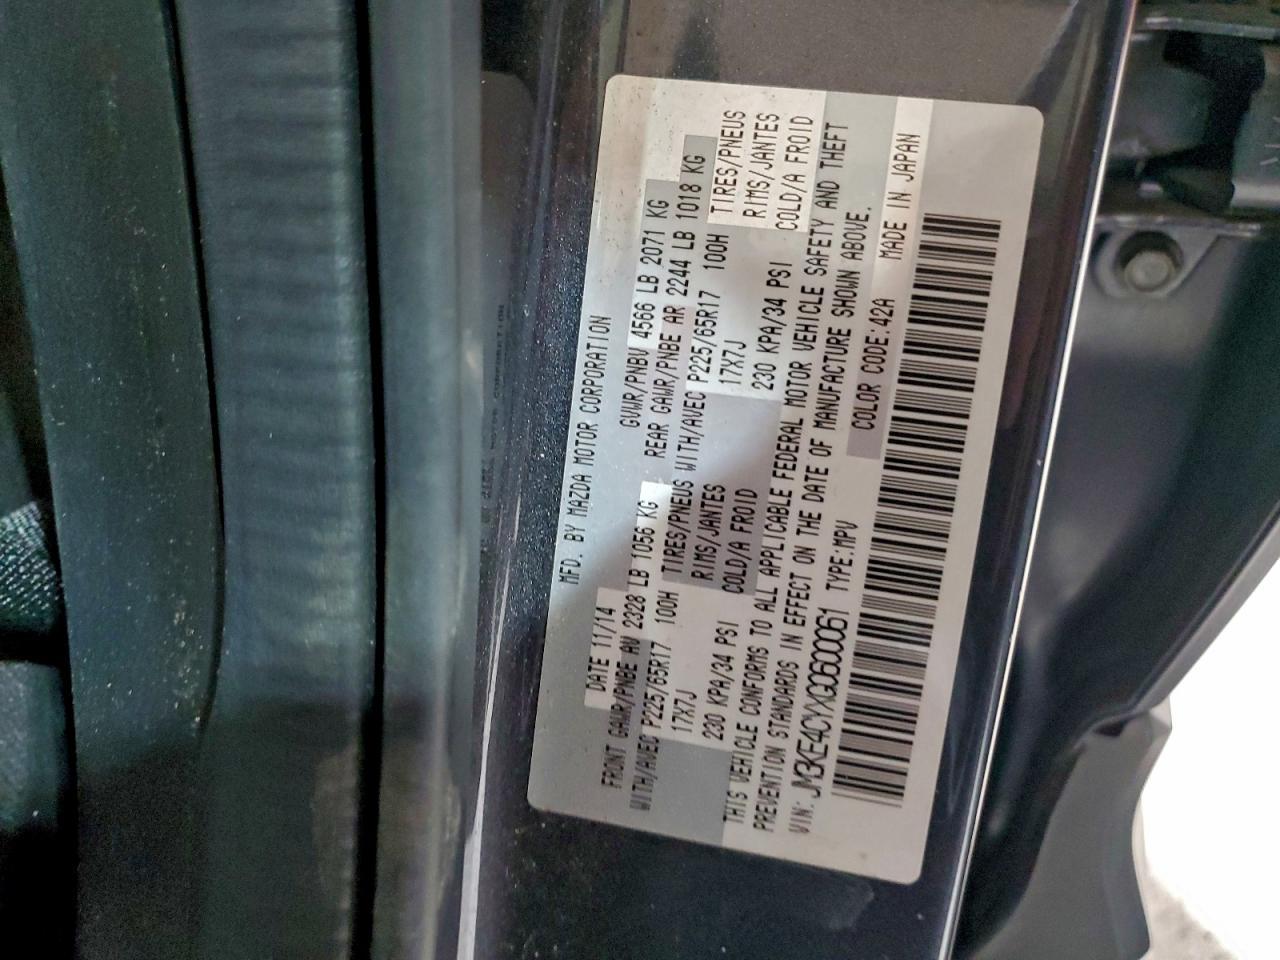 MFD. BY MAZDA MOTOR CORPORATION
DATE 11/14 GVWR/PNBV 4566 LB 2071 KG
FRONT GAWR/PNBE AV 2328 LB 1056 KG REAR GAWR/PNBE AR 2244 LB 1018 KG
WITH/AVEC P225/65R17 100H TIRES/PNEUS WITH/AVEC P225/65R17 100H TIRES/PNEUS
17X7J RIMS/JANTES 17X7J RIMS/JANTES
230 KPA/34 PSI COLD/A FROID 230 KPA/34 PSI COLD/A FROID
THIS VEHICLE CONFORMS TO ALL APPLICABLE FEDERAL MOTOR VEHICLE SAFETY AND THEFT
PREVENTION STANDARDS IN EFFECT ON THE DATE OF MANUFACTURE SHOWN ABOVE.
VIN: JM3KE4CYXG0600061 TYPE:MPV COLOR CODE:42A MADE IN JAPAN